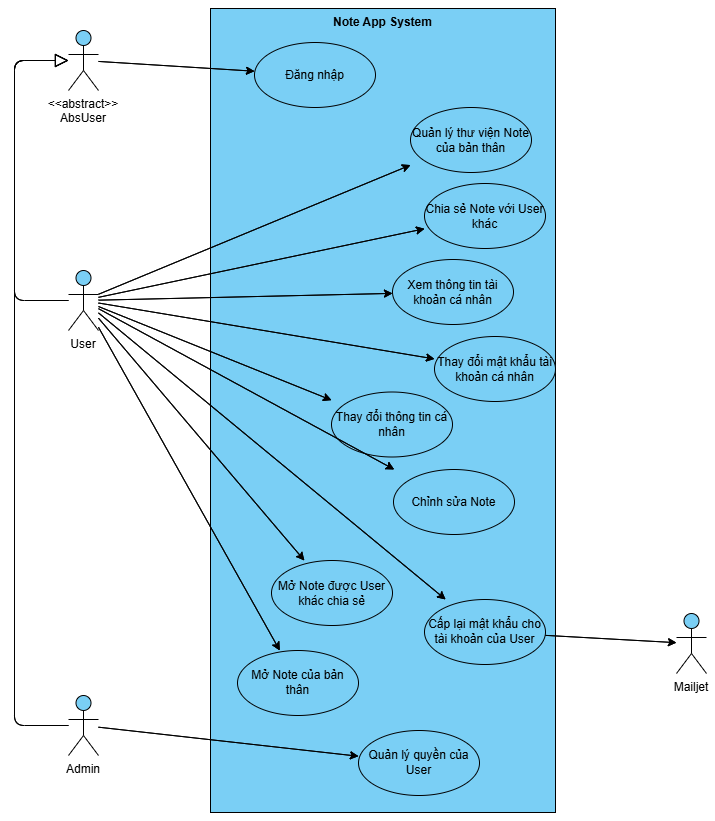 Note App System
<<abstract>>
AbsUser
Đăng nhập
Quản lý thư viện Note
của bản thân
Chia sẻ Note với User
khác
Xem thông tin tài
khoản cá nhân
User
Thay đổi mật khẩu tài
khoản cá nhân
Thay đổi thông tin cá
nhân
Chỉnh sửa Note
Mở Note được User
khác chia sẻ
Cấp lại mật khẩu cho
tài khoản của User
Mailjet
Mở Note của bản
thân
Admin
Quản lý quyền của
User